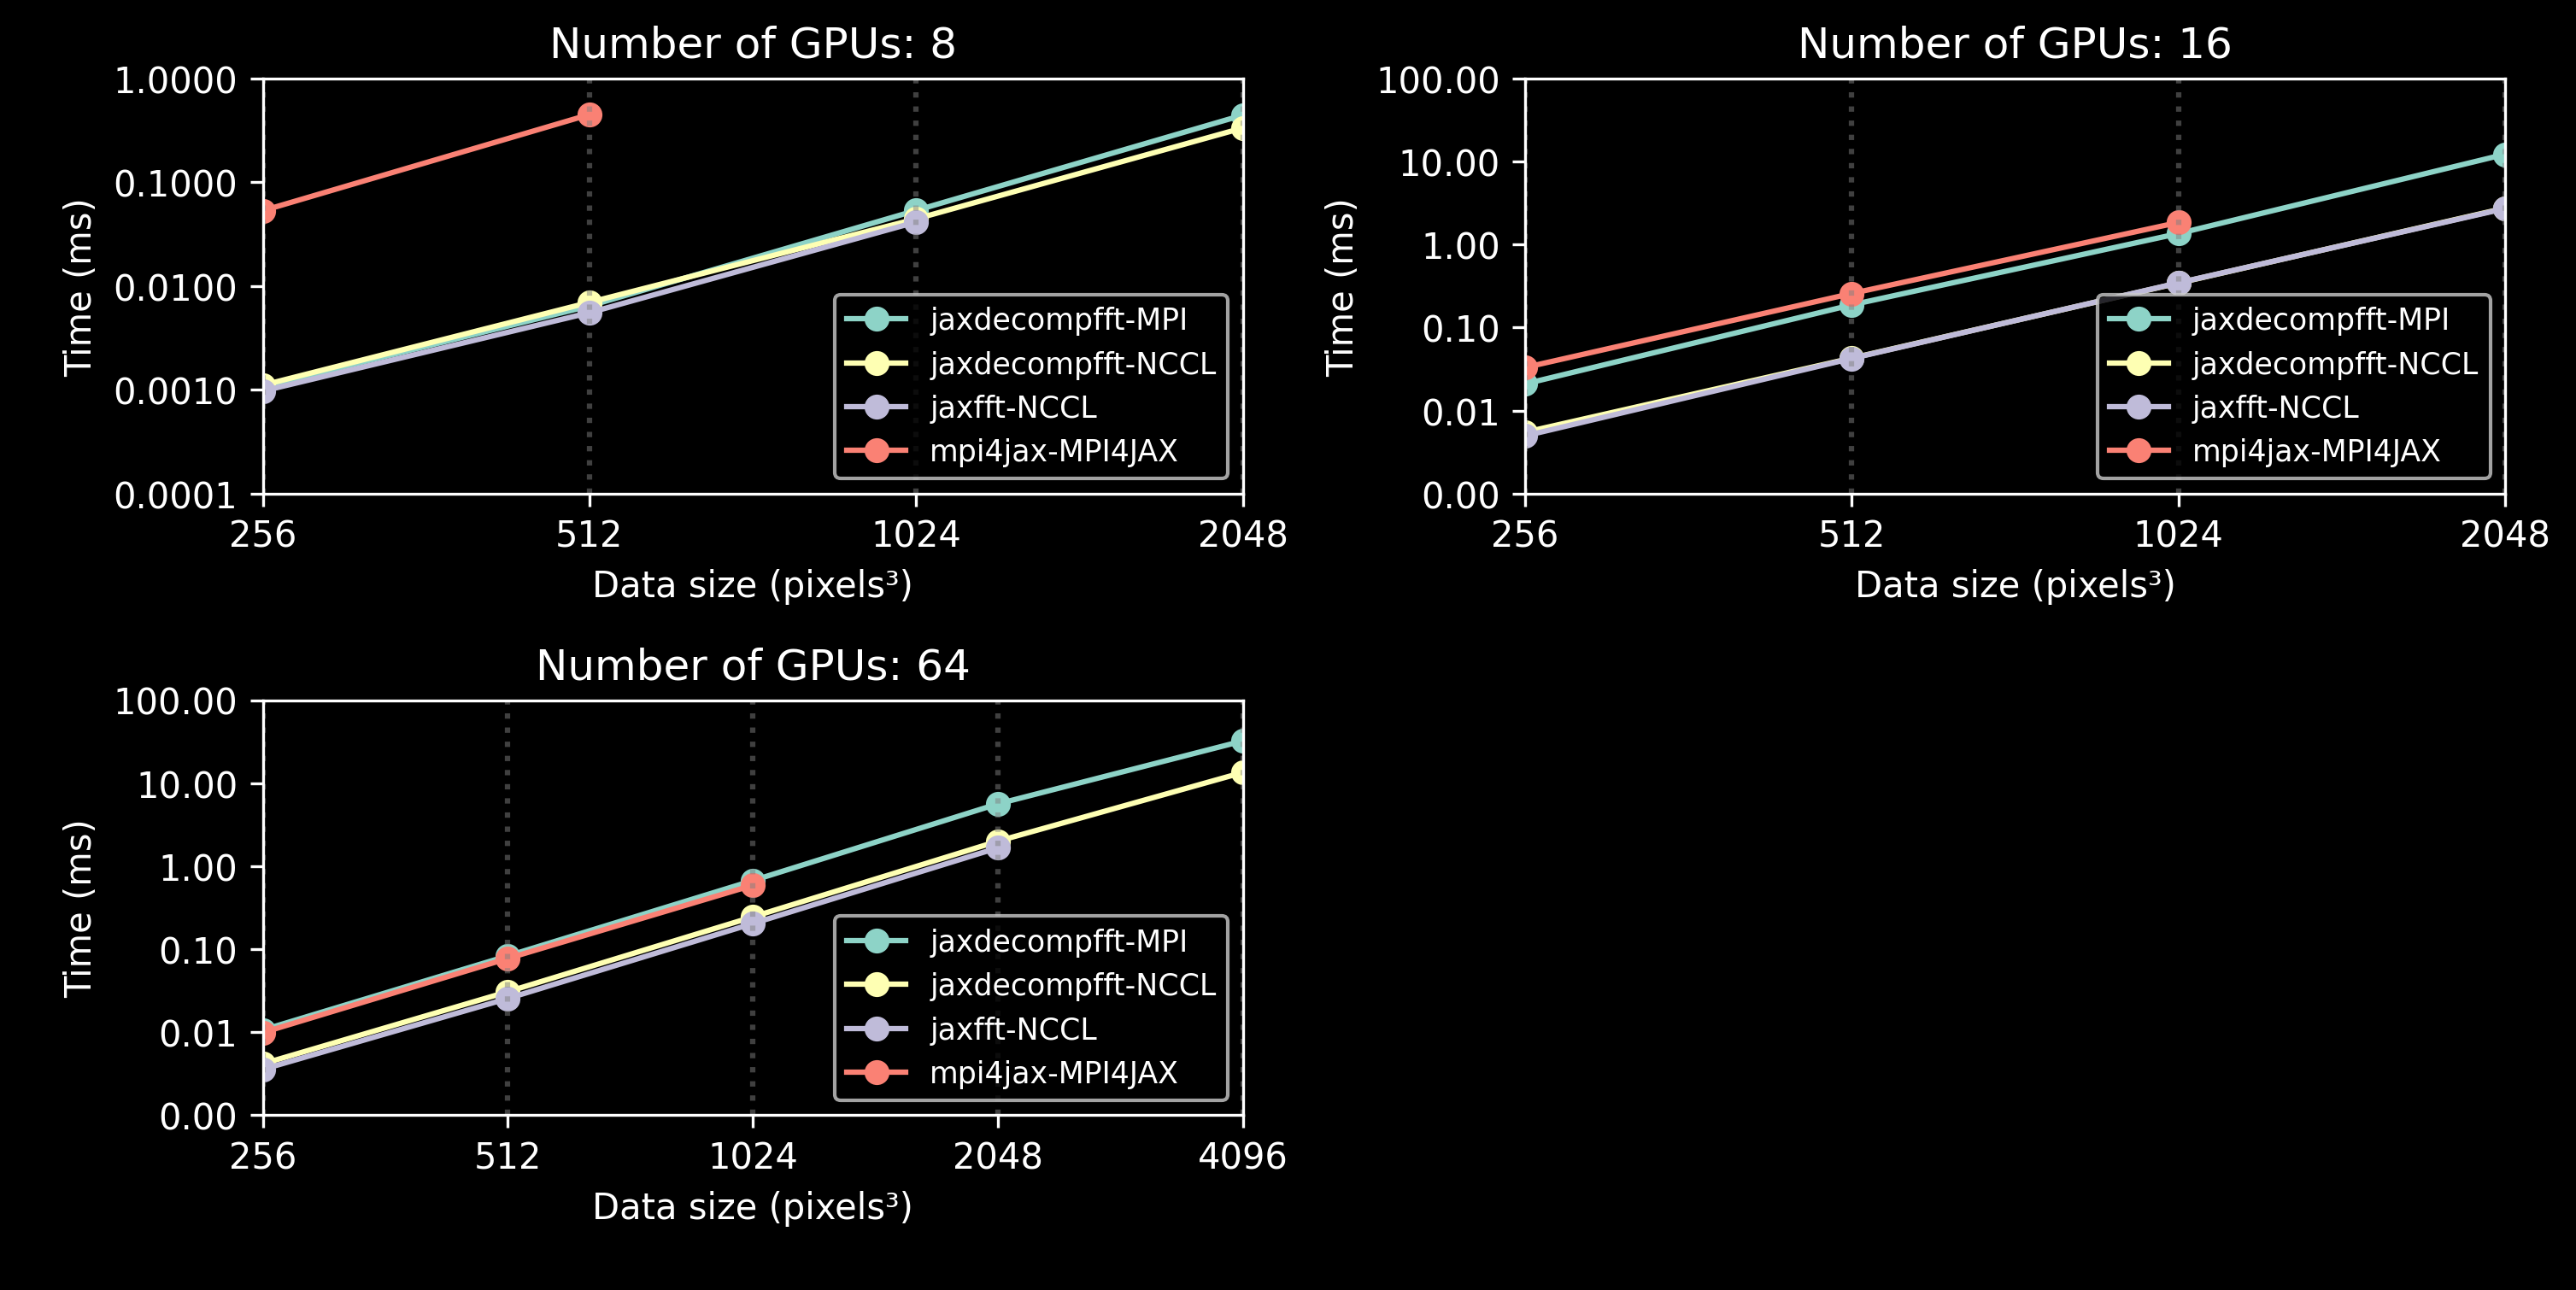 Number of GPUs: 8
1.0000
0.1000
0.0100
0.0010
0.0001
Time (ms)
256 512 1024 2048
Data size (pixels³)
jaxdecompfft-MPI
jaxdecompfft-NCCL
jaxfft-NCCL
mpi4jax-MPI4JAX
Number of GPUs: 16
100.00
10.00
1.00
0.10
0.01
0.00
Time (ms)
256 512 1024 2048
Data size (pixels³)
jaxdecompfft-MPI
jaxdecompfft-NCCL
jaxfft-NCCL
mpi4jax-MPI4JAX
Number of GPUs: 64
100.00
10.00
1.00
0.10
0.01
0.00
Time (ms)
256 512 1024 2048 4096
Data size (pixels³)
jaxdecompfft-MPI
jaxdecompfft-NCCL
jaxfft-NCCL
mpi4jax-MPI4JAX